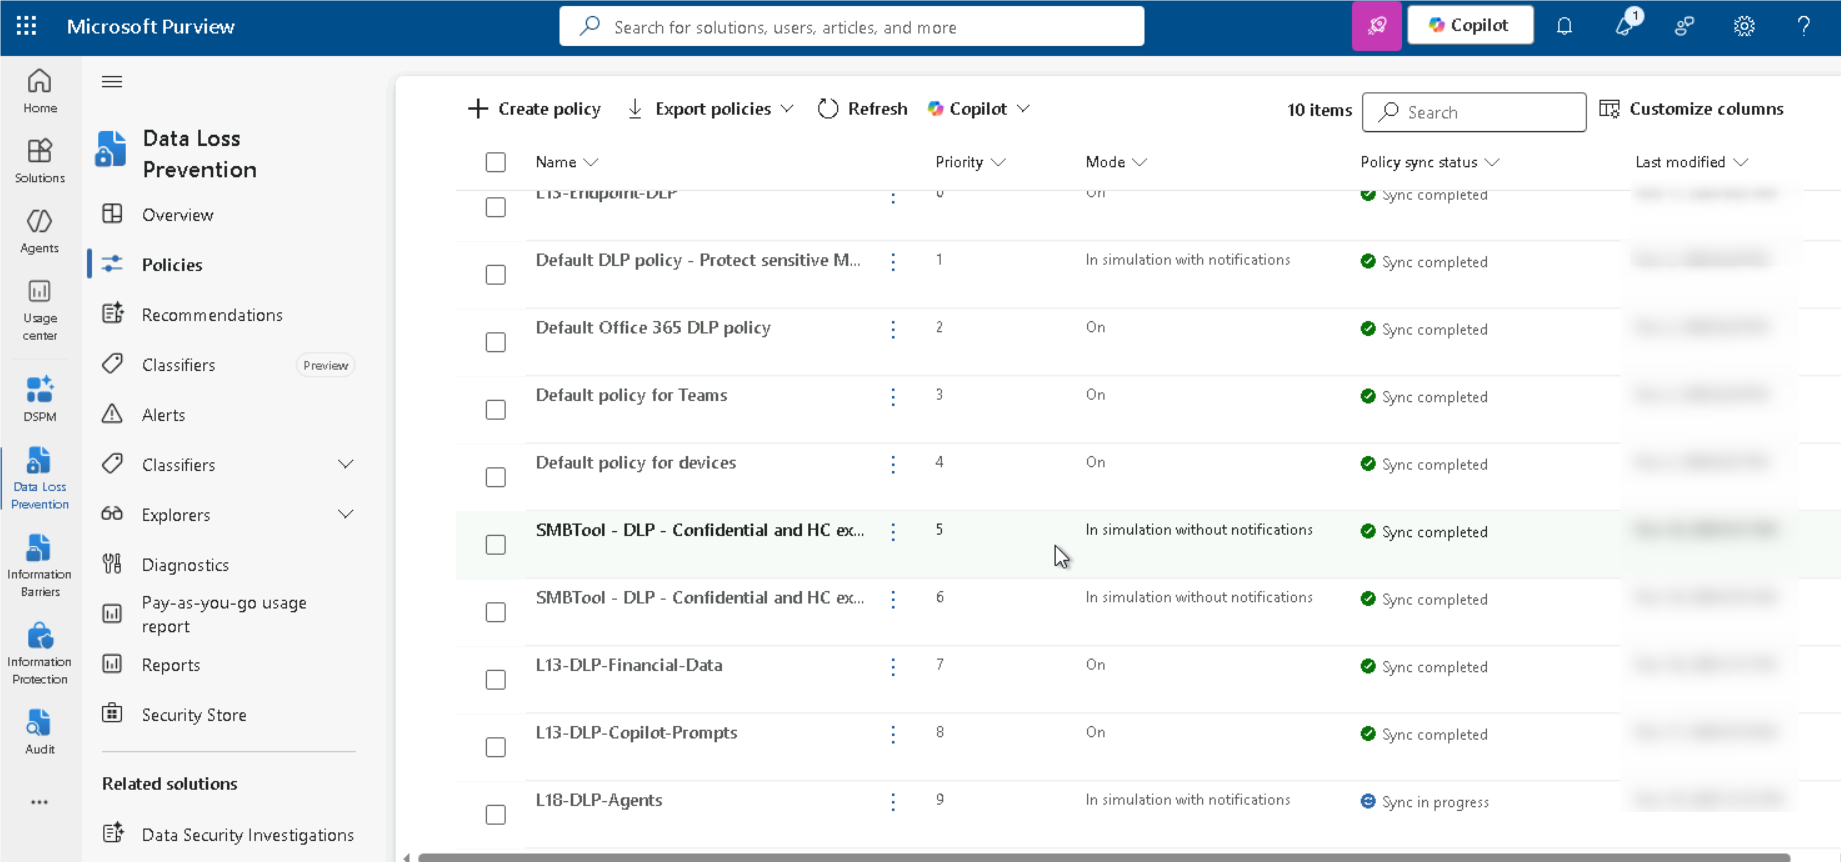 Microsoft Purview
Search for solutions, users, articles, and more
Copilot
1
Home
Solutions
Agents
Usage
center
DSPM
Data Loss
Prevention
Information
Barriers
Information
Protection
Audit
Data Loss
Prevention
Overview
Policies
Recommendations
Classifiers Preview
Alerts
Classifiers
Explorers
Diagnostics
Pay-as-you-go usage
report
Reports
Security Store
Related solutions
Data Security Investigations
Create policy Export policies Refresh Copilot 10 items Search Customize columns
Name Priority Mode Policy sync status Last modified
L13-Endpoint-DLP 0 On Sync completed
Default DLP policy - Protect sensitive M... 1 In simulation with notifications Sync completed
Default Office 365 DLP policy 2 On Sync completed
Default policy for Teams 3 On Sync completed
Default policy for devices 4 On Sync completed
SMBTool - DLP - Confidential and HC ex... 5 In simulation without notifications Sync completed
SMBTool - DLP - Confidential and HC ex... 6 In simulation without notifications Sync completed
L13-DLP-Financial-Data 7 On Sync completed
L13-DLP-Copilot-Prompts 8 On Sync completed
L18-DLP-Agents 9 In simulation with notifications Sync in progress